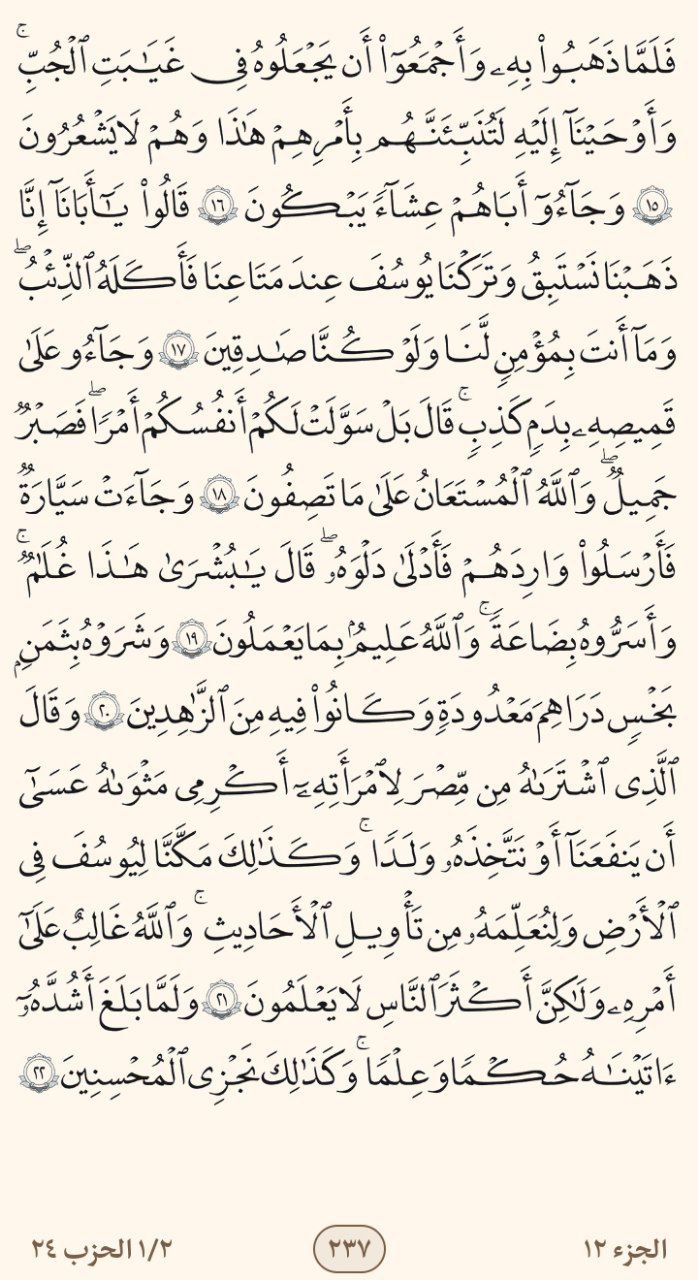 فَلَمَّا ذَهَبُوا۟ بِهِۦ وَأَجْمَعُوٓا۟ أَن يَجْعَلُوهُ فِى غَيَـٰبَتِ ٱلْجُبِّ ۚ
وَأَوْحَيْنَآ إِلَيْهِ لَتُنَبِّئَنَّهُم بِأَمْرِهِمْ هَـٰذَا وَهُمْ لَا يَشْعُرُونَ
١٥ وَجَآءُوٓ أَبَاهُمْ عِشَآءً يَبْكُونَ ١٦ قَالُوا۟ يَـٰٓأَبَانَآ إِنَّا
ذَهَبْنَا نَسْتَبِقُ وَتَرَكْنَا يُوسُفَ عِندَ مَتَـٰعِنَا فَأَكَلَهُ ٱلذِّئْبُ ۖ
وَمَآ أَنتَ بِمُؤْمِنٍ لَّنَا وَلَوْ كُنَّا صَـٰدِقِينَ ١٧ وَجَآءُو عَلَىٰ
قَمِيصِهِۦ بِدَمٍ كَذِبٍ ۚ قَالَ بَلْ سَوَّلَتْ لَكُمْ أَنفُسُكُمْ أَمْرًا ۖ فَصَبْرٌ
جَمِيلٌ ۖ وَٱللَّهُ ٱلْمُسْتَعَانُ عَلَىٰ مَا تَصِفُونَ ١٨ وَجَآءَتْ سَيَّارَةٌ
فَأَرْسَلُوا۟ وَارِدَهُمْ فَأَدْلَىٰ دَلْوَهُۥ ۖ قَالَ يَـٰبُشْرَىٰ هَـٰذَا غُلَـٰمٌ ۚ
وَأَسَرُّوهُ بِضَـٰعَةً ۚ وَٱللَّهُ عَلِيمٌۢ بِمَا يَعْمَلُونَ ١٩ وَشَرَوْهُ بِثَمَنٍۭ
بَخْسٍ دَرَٰهِمَ مَعْدُودَةٍ وَكَانُوا۟ فِيهِ مِنَ ٱلزَّٰهِدِينَ ٢٠ وَقَالَ
ٱلَّذِى ٱشْتَرَىٰهُ مِن مِّصْرَ لِٱمْرَأَتِهِۦٓ أَكْرِمِى مَثْوَىٰهُ عَسَىٰٓ
أَن يَنفَعَنَآ أَوْ نَتَّخِذَهُۥ وَلَدًا ۚ وَكَذَٰلِكَ مَكَّنَّا لِيُوسُفَ فِى
ٱلْأَرْضِ وَلِنُعَلِّمَهُۥ مِن تَأْوِيلِ ٱلْأَحَادِيثِ ۚ وَٱللَّهُ غَالِبٌ عَلَىٰٓ
أَمْرِهِۦ وَلَـٰكِنَّ أَكْثَرَ ٱلنَّاسِ لَا يَعْلَمُونَ ٢١ وَلَمَّا بَلَغَ أَشُدَّهُۥٓ
ءَاتَيْنَـٰهُ حُكْمًا وَعِلْمًا ۚ وَكَذَٰلِكَ نَجْزِى ٱلْمُحْسِنِينَ ٢٢
الجزء ١٢ ٢٣٧ ١/٢ الحزب ٢٤